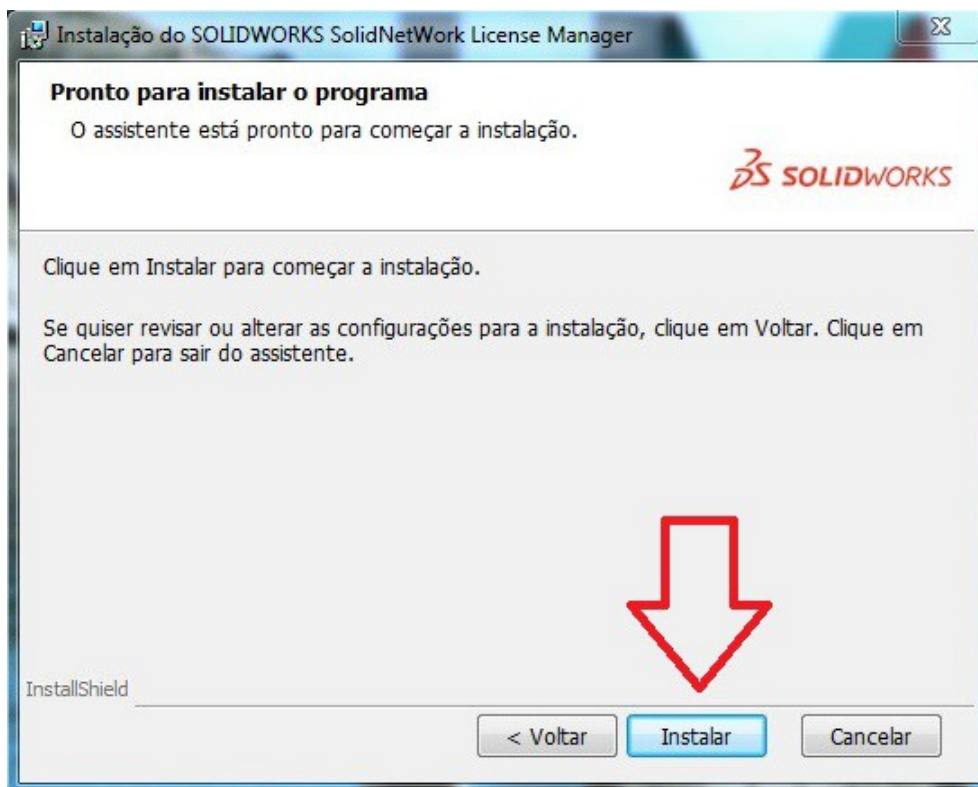 Instalação do SOLIDWORKS SolidNetWork License Manager
Pronto para instalar o programa
O assistente está pronto para começar a instalação.
SOLIDWORKS
Clique em Instalar para começar a instalação.
Se quiser revisar ou alterar as configurações para a instalação, clique em Voltar. Clique em
Cancelar para sair do assistente.
InstallShield
< Voltar
Instalar
Cancelar